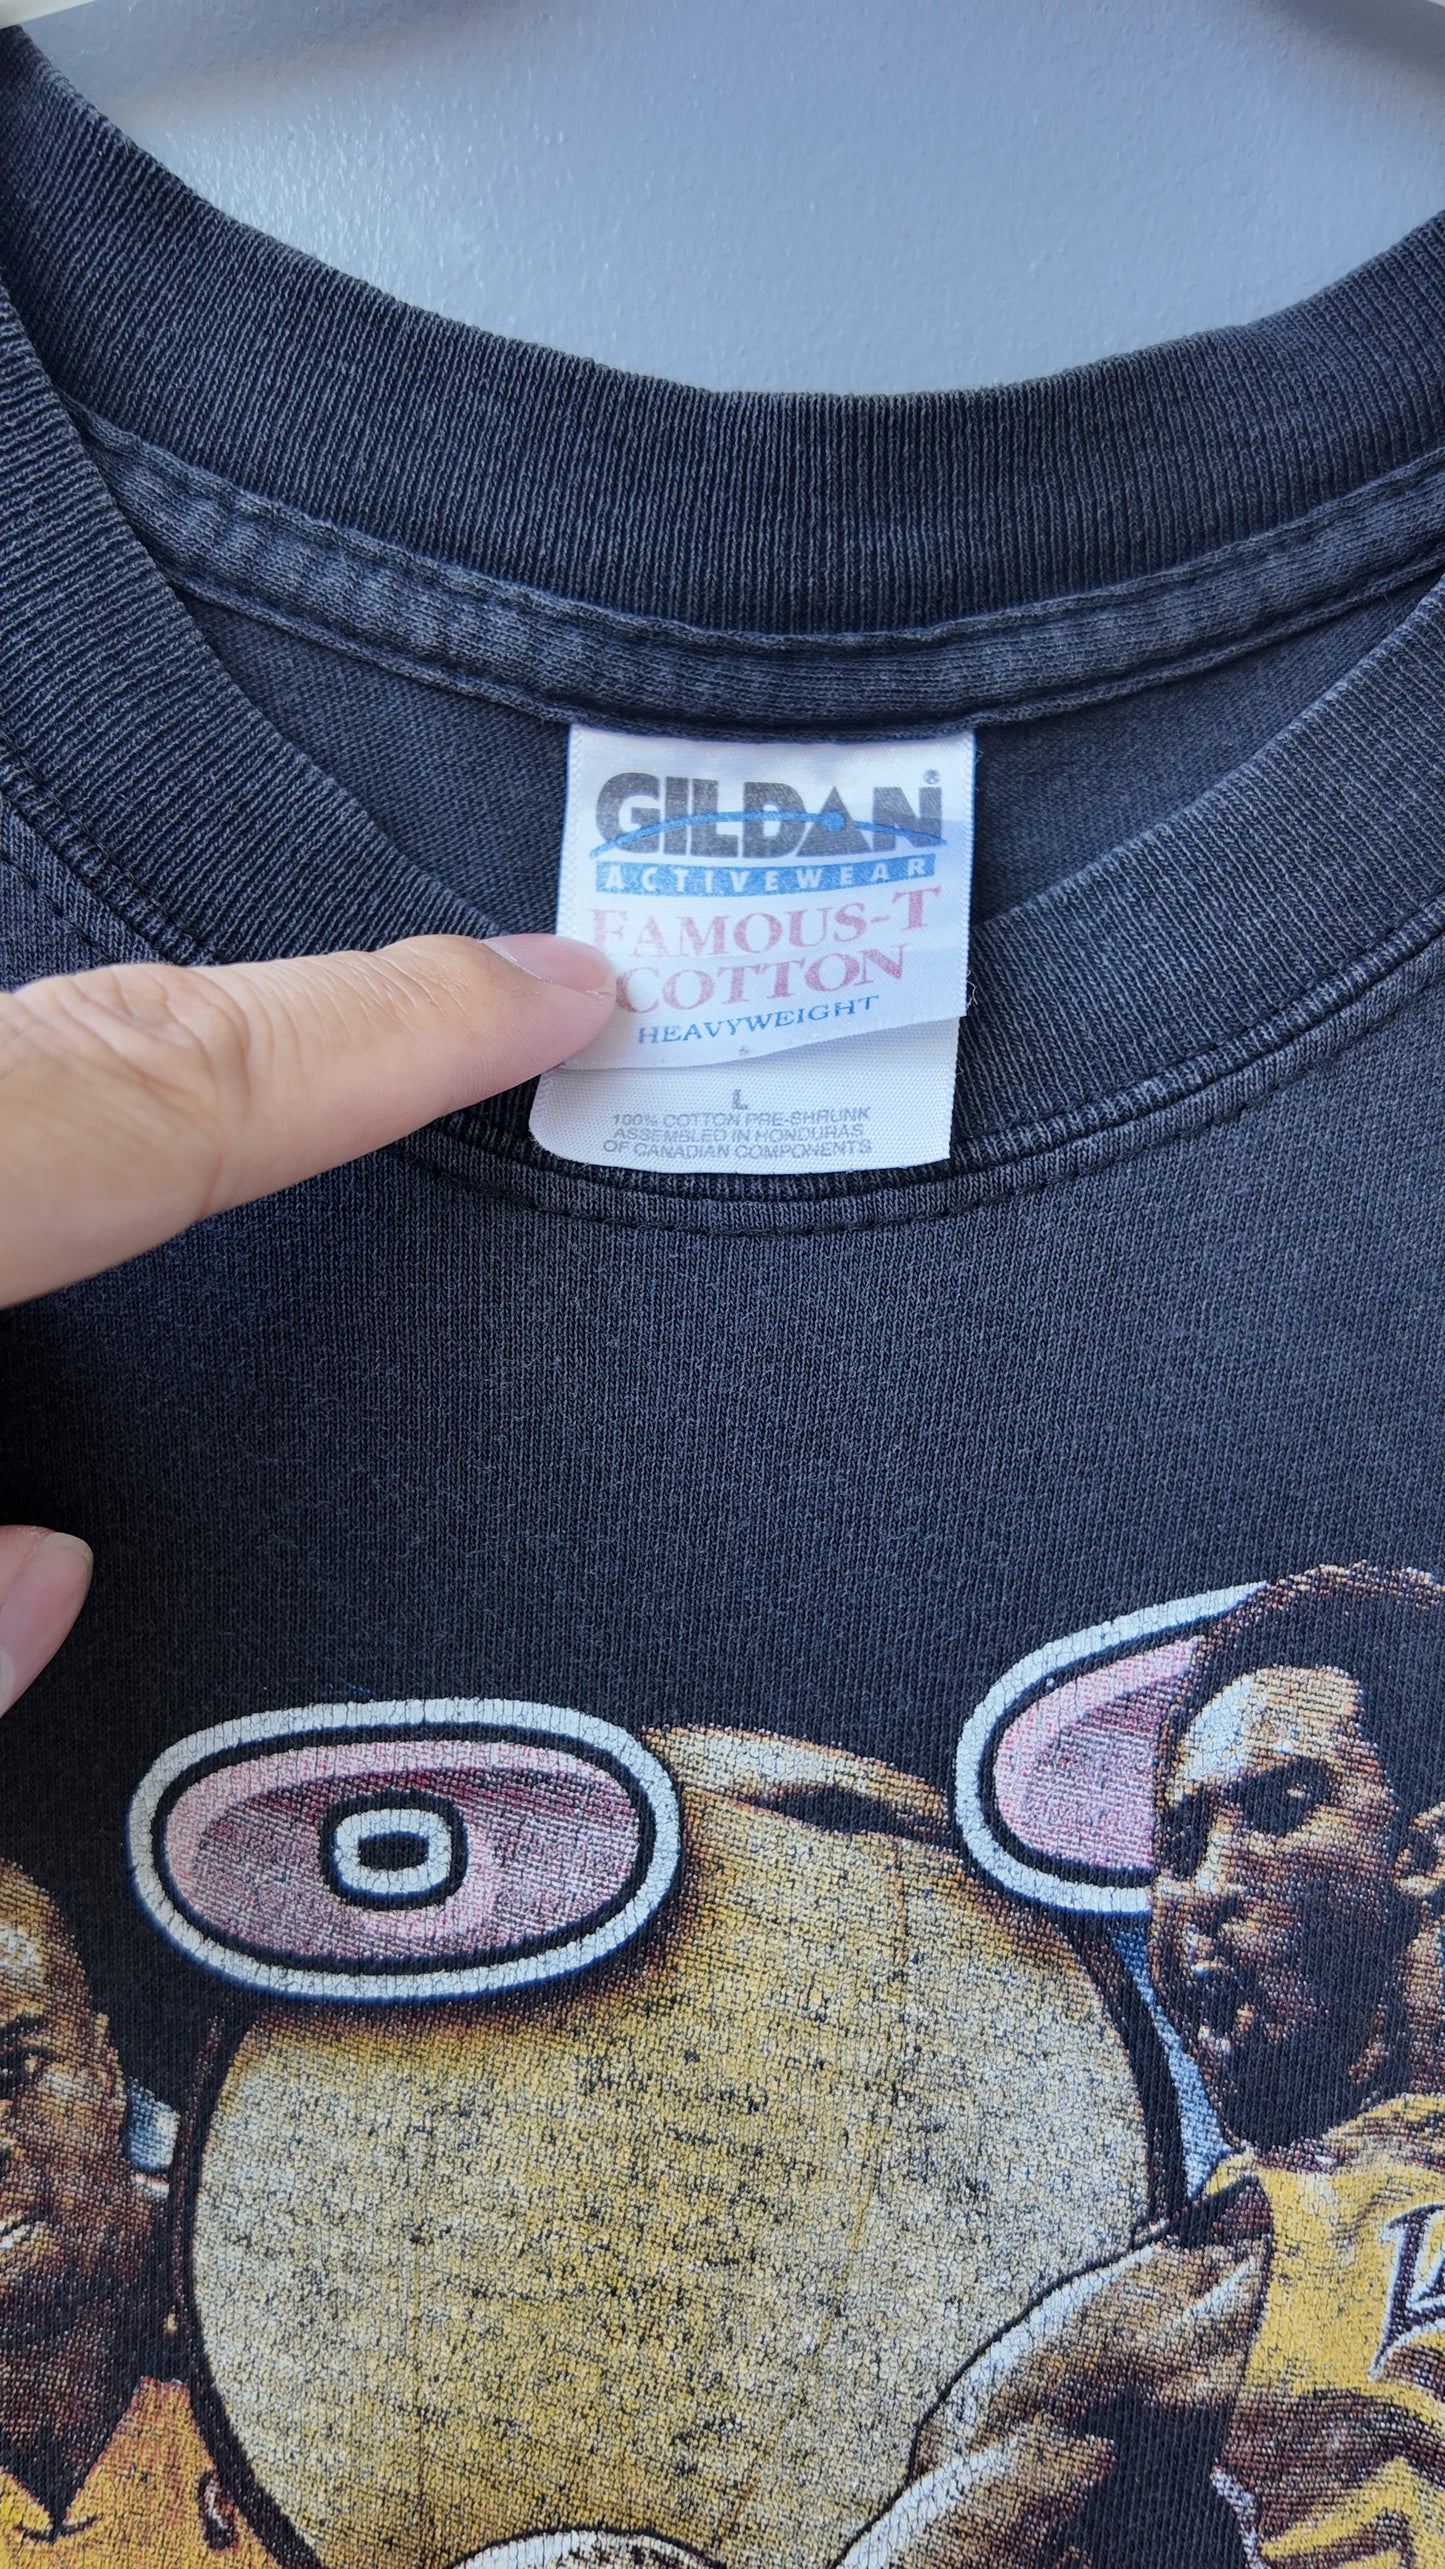 GILDAN®
ACTIVEWEAR
FAMOUS-T
COTTON
HEAVYWEIGHT
L
100% COTTON PRE-SHRUNK
ASSEMBLED IN HONDURAS
OF CANADIAN COMPONENTS